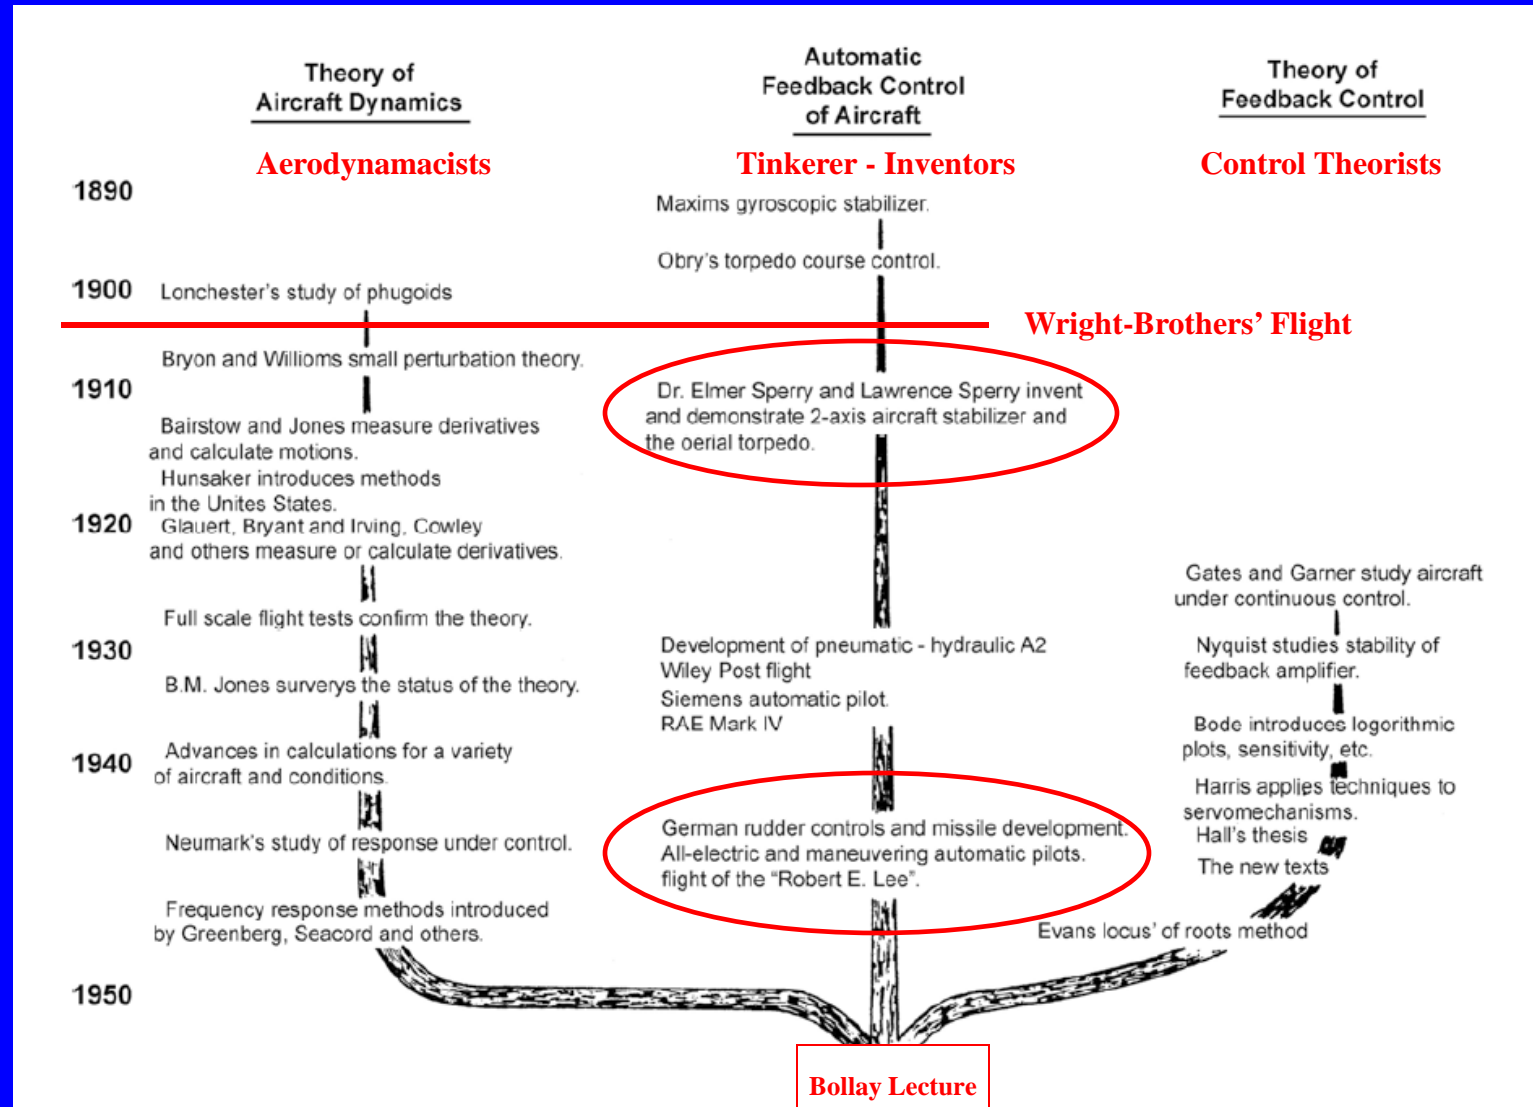 Theory of
Aircraft Dynamics
Aerodynamacists
Automatic
Feedback Control
of Aircraft
Tinkerer - Inventors
Theory of
Feedback Control
Control Theorists
1890
1900
1910
1920
1930
1940
1950
Lonchester's study of phugoids
Bryon and Willioms small perturbation theory.
Bairstow and Jones measure derivatives
and calculate motions.
Hunsaker introduces methods
in the Unites States.
Glauert, Bryant and Irving, Cowley
and others measure or calculate derivatives.
Full scale flight tests confirm the theory.
B.M. Jones surverys the status of the theory.
Advances in calculations for a variety
of aircraft and conditions.
Neumark's study of response under control.
Frequency response methods introduced
by Greenberg, Seacord and others.
Maxims gyroscopic stabilizer.
Obry's torpedo course control.
Wright-Brothers' Flight
Dr. Elmer Sperry and Lawrence Sperry invent
and demonstrate 2-axis aircraft stabilizer and
the oerial torpedo.
Development of pneumatic - hydraulic A2
Wiley Post flight
Siemens automatic pilot.
RAE Mark IV
German rudder controls and missile development.
All-electric and maneuvering automatic pilots.
flight of the “Robert E. Lee”.
Gates and Garner study aircraft
under continuous control.
Nyquist studies stability of
feedback amplifier.
Bode introduces logorithmic
plots, sensitivity, etc.
Harris applies techniques to
servomechanisms.
Hall's thesis
The new texts
Evans locus' of roots method
Bollay Lecture